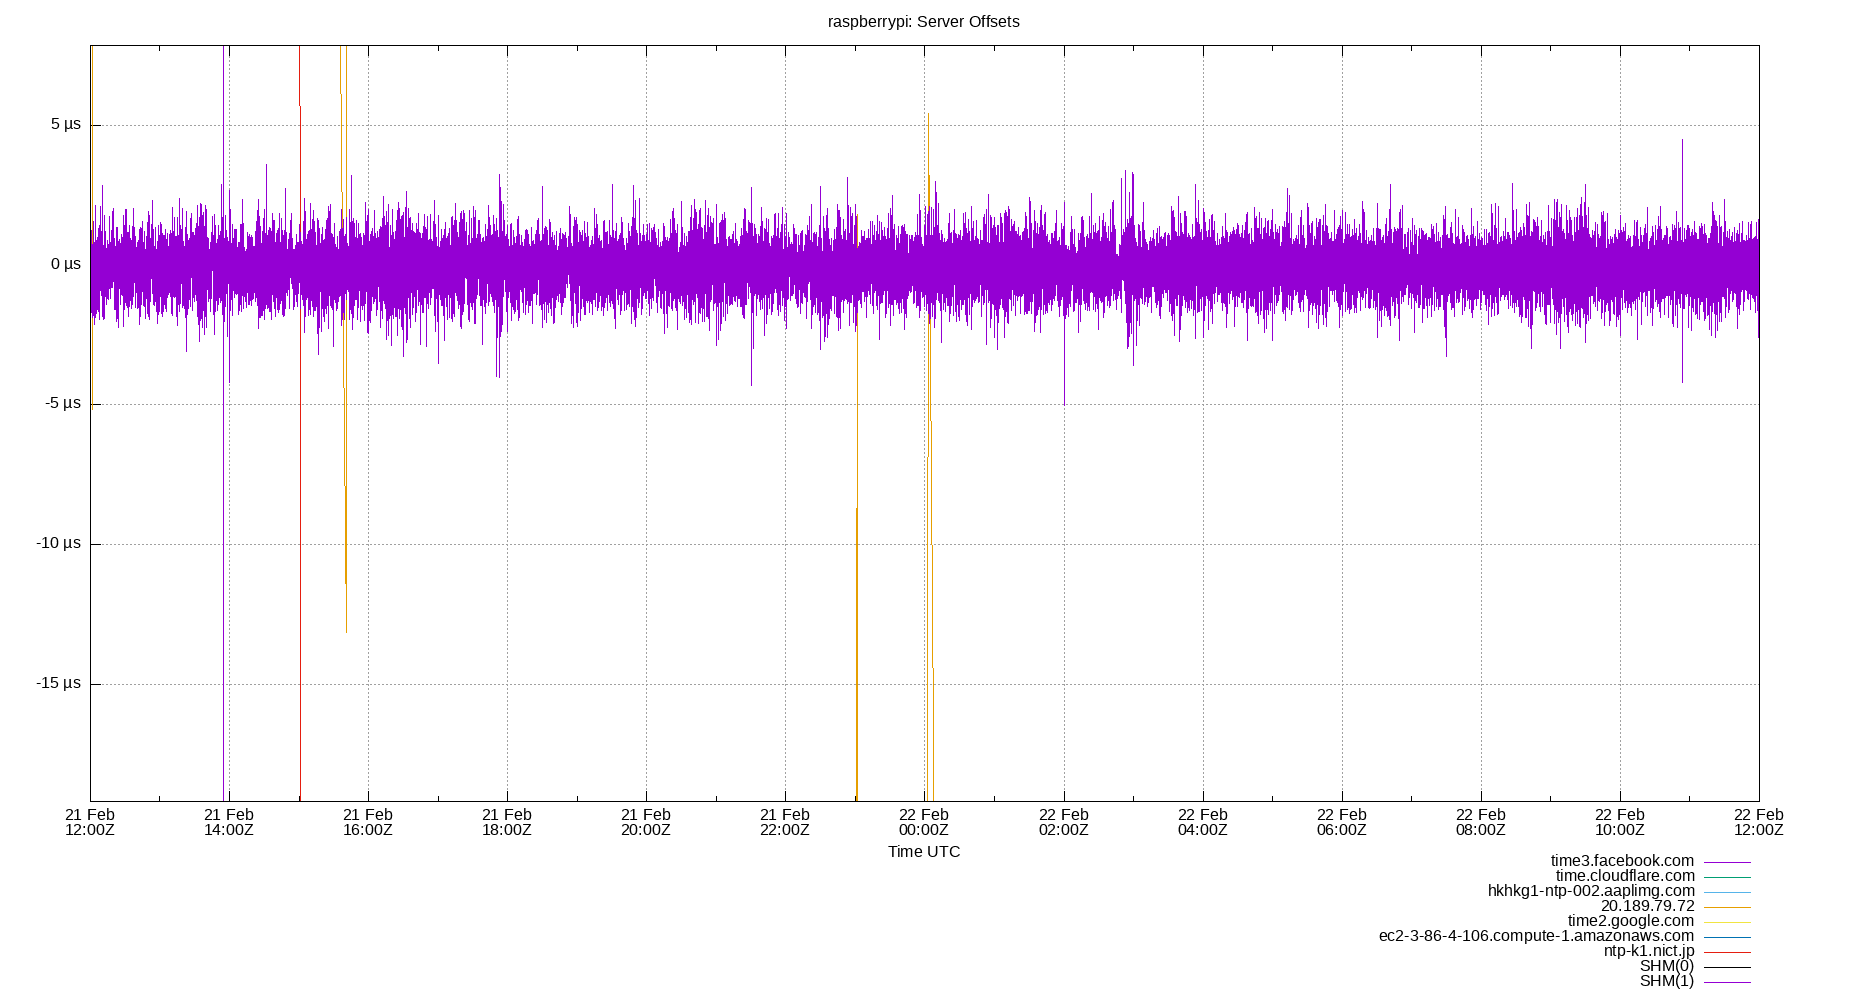 raspberrypi: Server Offsets
5 µs
0 µs
-5 µs
-10 µs
-15 µs
21 Feb 21 Feb 21 Feb 21 Feb 21 Feb 21 Feb 22 Feb 22 Feb 22 Feb 22 Feb 22 Feb 22 Feb 22 Feb
12:00Z 14:00Z 16:00Z 18:00Z 20:00Z 22:00Z 00:00Z 02:00Z 04:00Z 06:00Z 08:00Z 10:00Z 12:00Z
Time UTC
time3.facebook.com
time.cloudflare.com
hkhkg1-ntp-002.aaplimg.com
20.189.79.72
time2.google.com
ec2-3-86-4-106.compute-1.amazonaws.com
ntp-k1.nict.jp
SHM(0)
SHM(1)